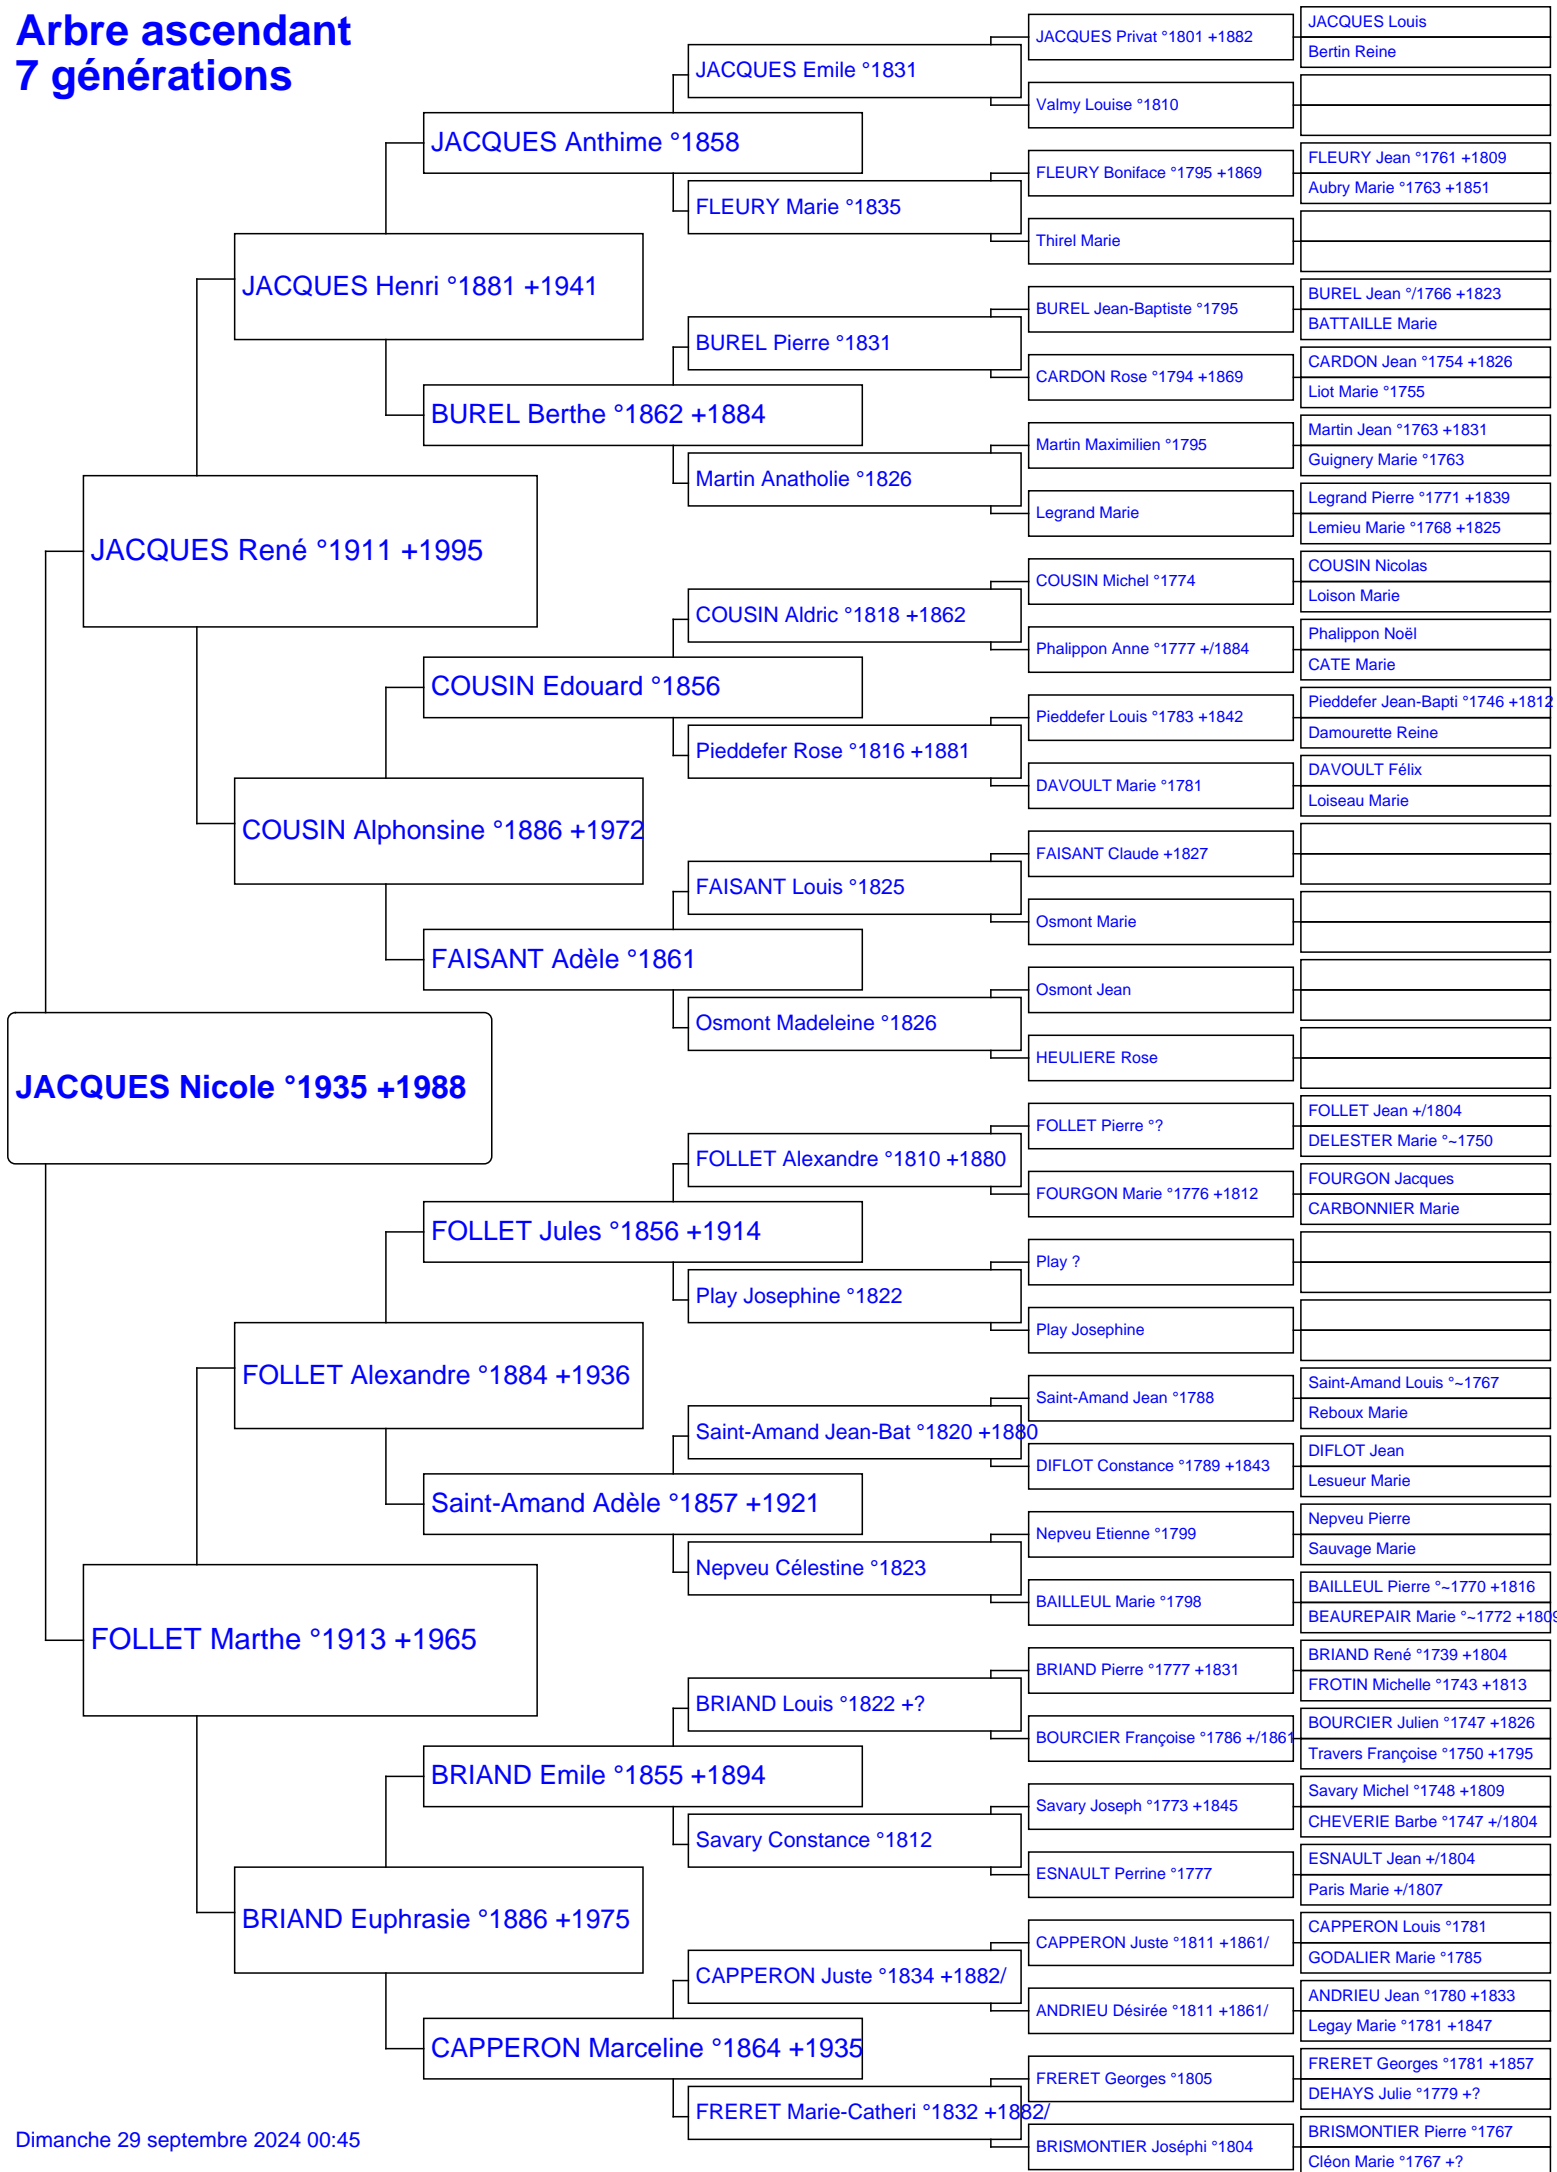 Arbre ascendant
7 générations
JACQUES Nicole °1935 +1988
JACQUES René °1911 +1995
FOLLET Marthe °1913 +1965
JACQUES Henri °1881 +1941
COUSIN Alphonsine °1886 +1972
FOLLET Alexandre °1884 +1936
BRIAND Euphrasie °1886 +1975
JACQUES Anthime °1858
BUREL Berthe °1862 +1884
COUSIN Edouard °1856
FAISANT Adèle °1861
FOLLET Jules °1856 +1914
Saint-Amand Adèle °1857 +1921
BRIAND Emile °1855 +1894
CAPPERON Marceline °1864 +1935
JACQUES Emile °1831
FLEURY Marie °1835
BUREL Pierre °1831
Martin Anatholie °1826
COUSIN Aldric °1818 +1862
Pieddefer Rose °1816 +1881
FAISANT Louis °1825
Osmont Madeleine °1826
FOLLET Alexandre °1810 +1880
Play Josephine °1822
Saint-Amand Jean-Bat °1820 +1880
Nepveu Célestine °1823
BRIAND Louis °1822 +?
Savary Constance °1812
CAPPERON Juste °1834 +1882/
FRERET Marie-Catheri °1832 +1882/
JACQUES Privat °1801 +1882
Valmy Louise °1810
FLEURY Boniface °1795 +1869
Thirel Marie
BUREL Jean-Baptiste °1795
CARDON Rose °1794 +1869
Martin Maximilien °1795
Legrand Marie
COUSIN Michel °1774
Phalippon Anne °1777 +/1884
Pieddefer Louis °1783 +1842
DAVOULT Marie °1781
FAISANT Claude +1827
Osmont Marie
Osmont Jean
HEULIERE Rose
FOLLET Pierre °?
FOURGON Marie °1776 +1812
Play ?
Play Josephine
Saint-Amand Jean °1788
DIFLOT Constance °1789 +1843
Nepveu Etienne °1799
BAILLEUL Marie °1798
BRIAND Pierre °1777 +1831
BOURCIER Françoise °1786 +/1861
Savary Joseph °1773 +1845
ESNAULT Perrine °1777
CAPPERON Juste °1811 +1861/
ANDRIEU Désirée °1811 +1861/
FRERET Georges °1805
BRISMONTIER Joséphi °1804
JACQUES Louis
Bertin Reine
FLEURY Jean °1761 +1809
Aubry Marie °1763 +1851
BUREL Jean °/1766 +1823
BATTAILLE Marie
CARDON Jean °1754 +1826
Liot Marie °1755
Martin Jean °1763 +1831
Guignery Marie °1763
Legrand Pierre °1771 +1839
Lemieu Marie °1768 +1825
COUSIN Nicolas
Loison Marie
Phalippon Noël
CATE Marie
Pieddefer Jean-Bapti °1746 +1812
Damourette Reine
DAVOULT Félix
Loiseau Marie
FOLLET Jean +/1804
DELESTER Marie °~1750
FOURGON Jacques
CARBONNIER Marie
Saint-Amand Louis °~1767
Reboux Marie
DIFLOT Jean
Lesueur Marie
Nepveu Pierre
Sauvage Marie
BAILLEUL Pierre °~1770 +1816
BEAUREPAIR Marie °~1772 +1809
BRIAND René °1739 +1804
FROTIN Michelle °1743 +1813
BOURCIER Julien °1747 +1826
Travers Françoise °1750 +1795
Savary Michel °1748 +1809
CHEVERIE Barbe °1747 +/1804
ESNAULT Jean +/1804
Paris Marie +/1807
CAPPERON Louis °1781
GODALIER Marie °1785
ANDRIEU Jean °1780 +1833
Legay Marie °1781 +1847
FRERET Georges °1781 +1857
DEHAYS Julie °1779 +?
BRISMONTIER Pierre °1767
Cléon Marie °1767 +?
Dimanche 29 septembre 2024 00:45